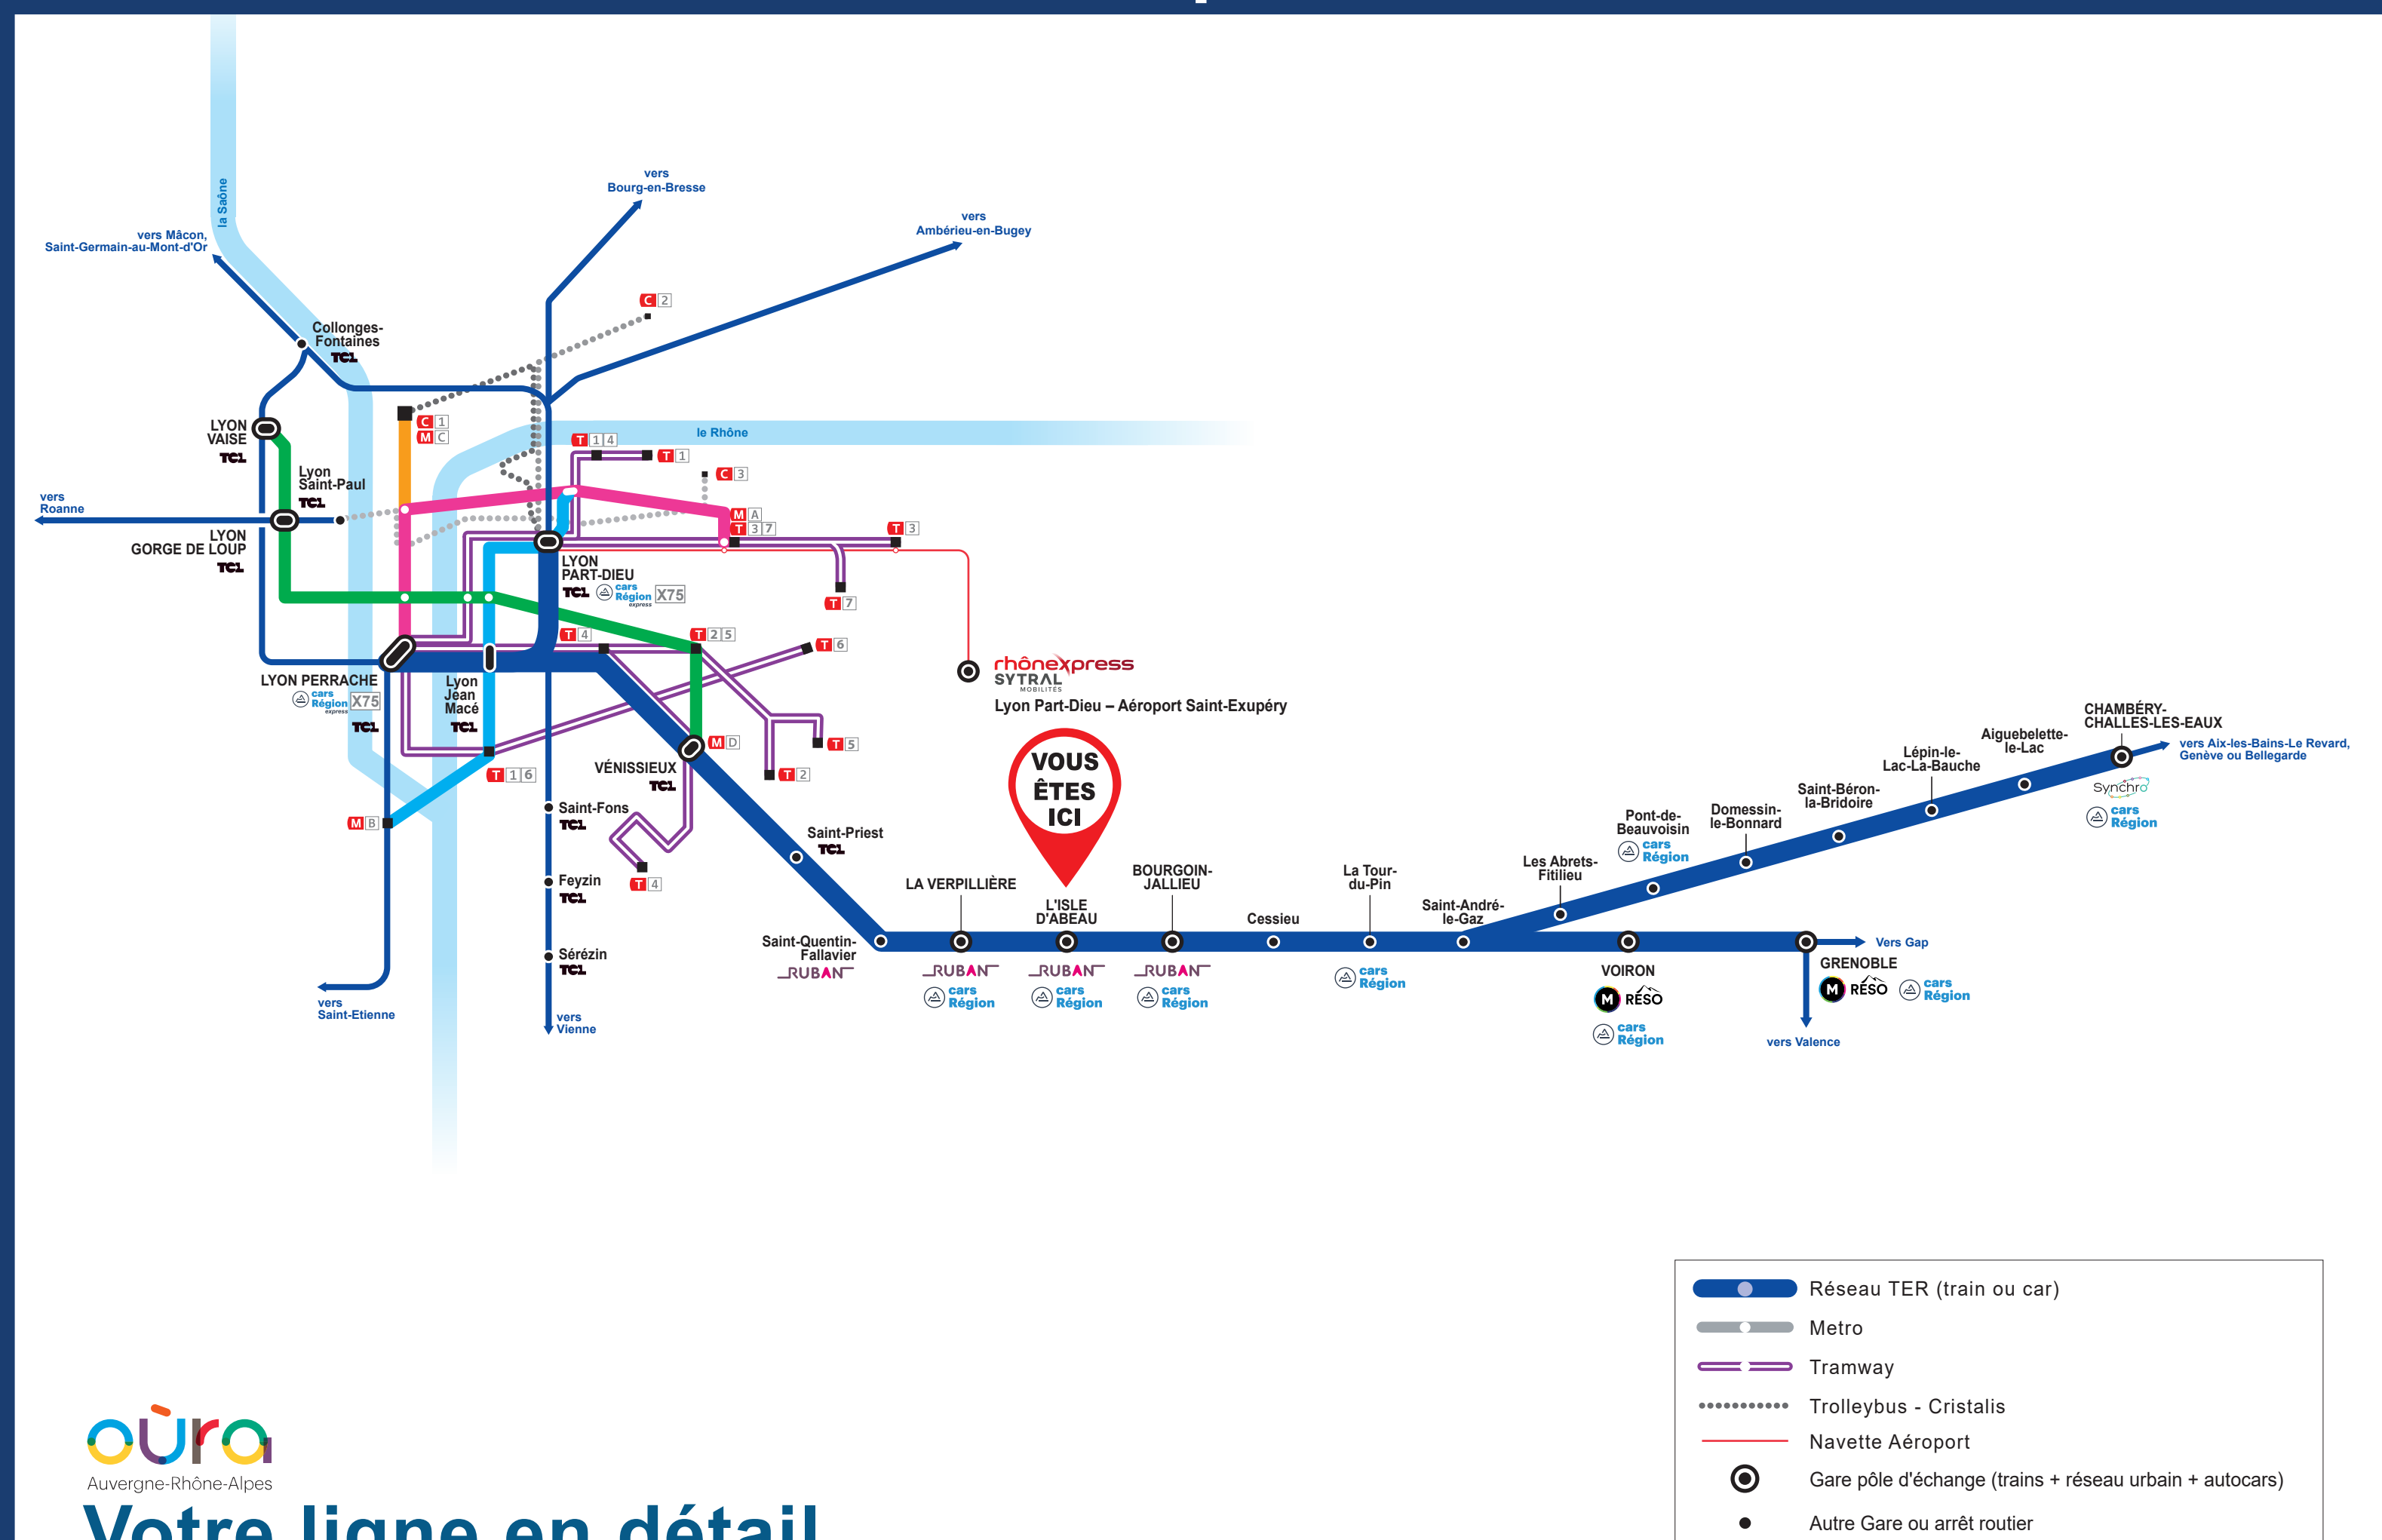 la Saône
vers
Bourg-en-Bresse
vers
Ambérieu-en-Bugey
vers Mâcon,
Saint-Germain-au-Mont-d'Or
C 2
Collonges-
Fontaines
TCL
LYON
VAISE
TCL
C 1
M C
le Rhône
T 1 4
T 1
C 3
Lyon
Saint-Paul
TCL
vers
Roanne
LYON
GORGE DE LOUP
TCL
M A
T 3 7
T 3
LYON
PART-DIEU
TCL
cars
Région
express
X75
T 7
T 4
T 2 5
T 6
LYON PERRACHE
cars
Région
express
X75
TCL
Lyon
Jean
Macé
TCL
rhônexpress
SYTRAL
MOBILITÉS
Lyon Part-Dieu – Aéroport Saint-Exupéry
M D
T 5
VÉNISSIEUX
TCL
T 1 6
T 2
VOUS
ÊTES
ICI
CHAMBÉRY-
CHALLES-LES-EAUX
vers Aix-les-Bains-Le Revard,
Genève ou Bellegarde
Synchro
cars
Région
Aiguebelette-
le-Lac
Lépin-le-
Lac-La-Bauche
Saint-Béron-
la-Bridoire
Domessin-
le-Bonnard
Pont-de-
Beauvoisin
cars
Région
Les Abrets-
Fitilieu
M B
Saint-Fons
TCL
Saint-Priest
TCL
Feyzin
TCL
T 4
Sérézin
TCL
vers
Vienne
vers
Saint-Etienne
Saint-Quentin-
Fallavier
RUBAN
LA VERPILLIÈRE
RUBAN
cars
Région
L'ISLE
D'ABEAU
RUBAN
cars
Région
BOURGOIN-
JALLIEU
RUBAN
cars
Région
Cessieu
La Tour-
du-Pin
cars
Région
Saint-André-
le-Gaz
VOIRON
M RÉSO
cars
Région
Vers Gap
GRENOBLE
M RÉSO
cars
Région
vers Valence
Réseau TER (train ou car)
Metro
Tramway
Trolleybus - Cristalis
Navette Aéroport
Gare pôle d'échange (trains + réseau urbain + autocars)
Autre Gare ou arrêt routier
oùra
Auvergne-Rhône-Alpes
Votre ligne en détail